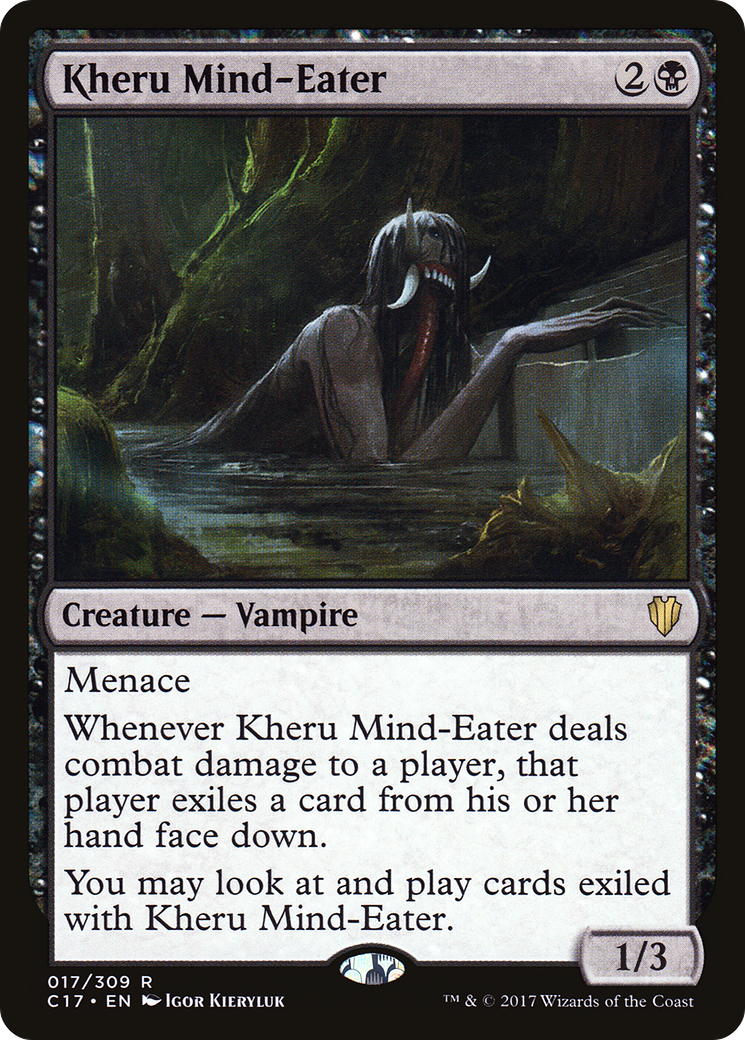 Kheru Mind-Eater 2
Creature — Vampire
Menace
Whenever Kheru Mind-Eater deals
combat damage to a player, that
player exiles a card from his or her
hand face down.
You may look at and play cards exiled
with Kheru Mind-Eater.
1/3
017/309 R
C17 • EN Igor Kieryluk
™ & © 2017 Wizards of the Coast